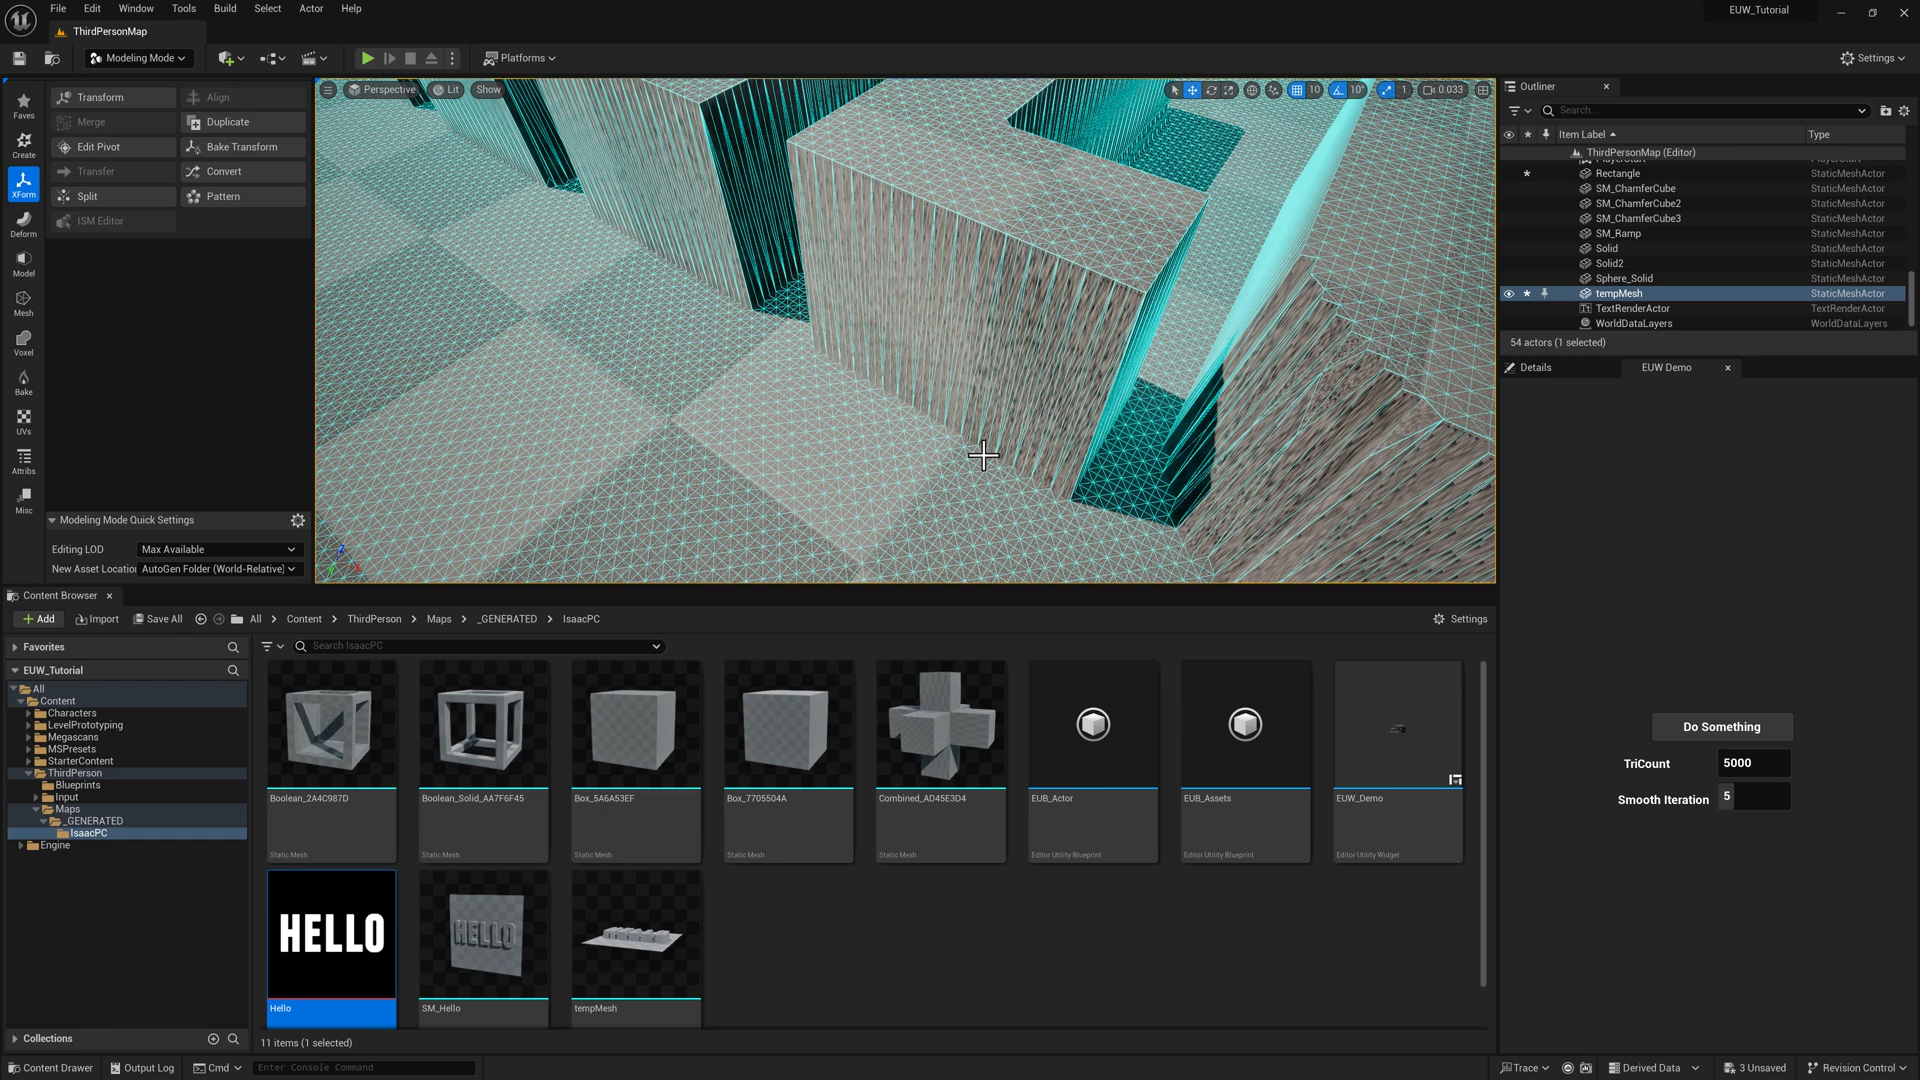 File Edit Window Tools Build Select Actor Help
EUW_Tutorial
ThirdPersonMap
Modeling Mode
Platforms
Settings
Faves
Create
XForm
Deform
Model
Mesh
Voxel
Bake
UVs
Attribs
Misc
Transform
Align
Merge
Duplicate
Edit Pivot
Bake Transform
Transfer
Convert
Split
Pattern
ISM Editor
Modeling Mode Quick Settings
Editing LOD
Max Available
New Asset Location
AutoGen Folder (World-Relative)
Perspective
Lit
Show
10
10°
1
0.033
Outliner
Search...
Item Label
Type
ThirdPersonMap (Editor)
PlayerStart PlayerStart
Rectangle StaticMeshActor
SM_ChamferCube StaticMeshActor
SM_ChamferCube2 StaticMeshActor
SM_ChamferCube3 StaticMeshActor
SM_Ramp StaticMeshActor
Solid StaticMeshActor
Solid2 StaticMeshActor
Sphere_Solid StaticMeshActor
tempMesh StaticMeshActor
TextRenderActor TextRenderActor
WorldDataLayers WorldDataLayers
54 actors (1 selected)
Details
EUW Demo
Do Something
TriCount
5000
Smooth Iteration
5
Content Browser
Add
Import
Save All
All > Content > ThirdPerson > Maps > _GENERATED > IsaacPC
Settings
Favorites
EUW_Tutorial
All
Content
Characters
LevelPrototyping
Megascans
MSPresets
StarterContent
ThirdPerson
Blueprints
Input
Maps
_GENERATED
IsaacPC
Engine
Collections
Search IsaacPC
Boolean_2A4C987D
Static Mesh
Boolean_Solid_AA7F6F45
Static Mesh
Box_5A6A53EF
Static Mesh
Box_7705504A
Static Mesh
Combined_AD45E3D4
Static Mesh
EUB_Actor
Editor Utility Blueprint
EUB_Assets
Editor Utility Blueprint
EUW_Demo
Editor Utility Widget
HELLO
Hello
HELLO
SM_Hello
tempMesh
11 items (1 selected)
Content Drawer
Output Log
Cmd
Enter Console Command
Trace
Derived Data
3 Unsaved
Revision Control